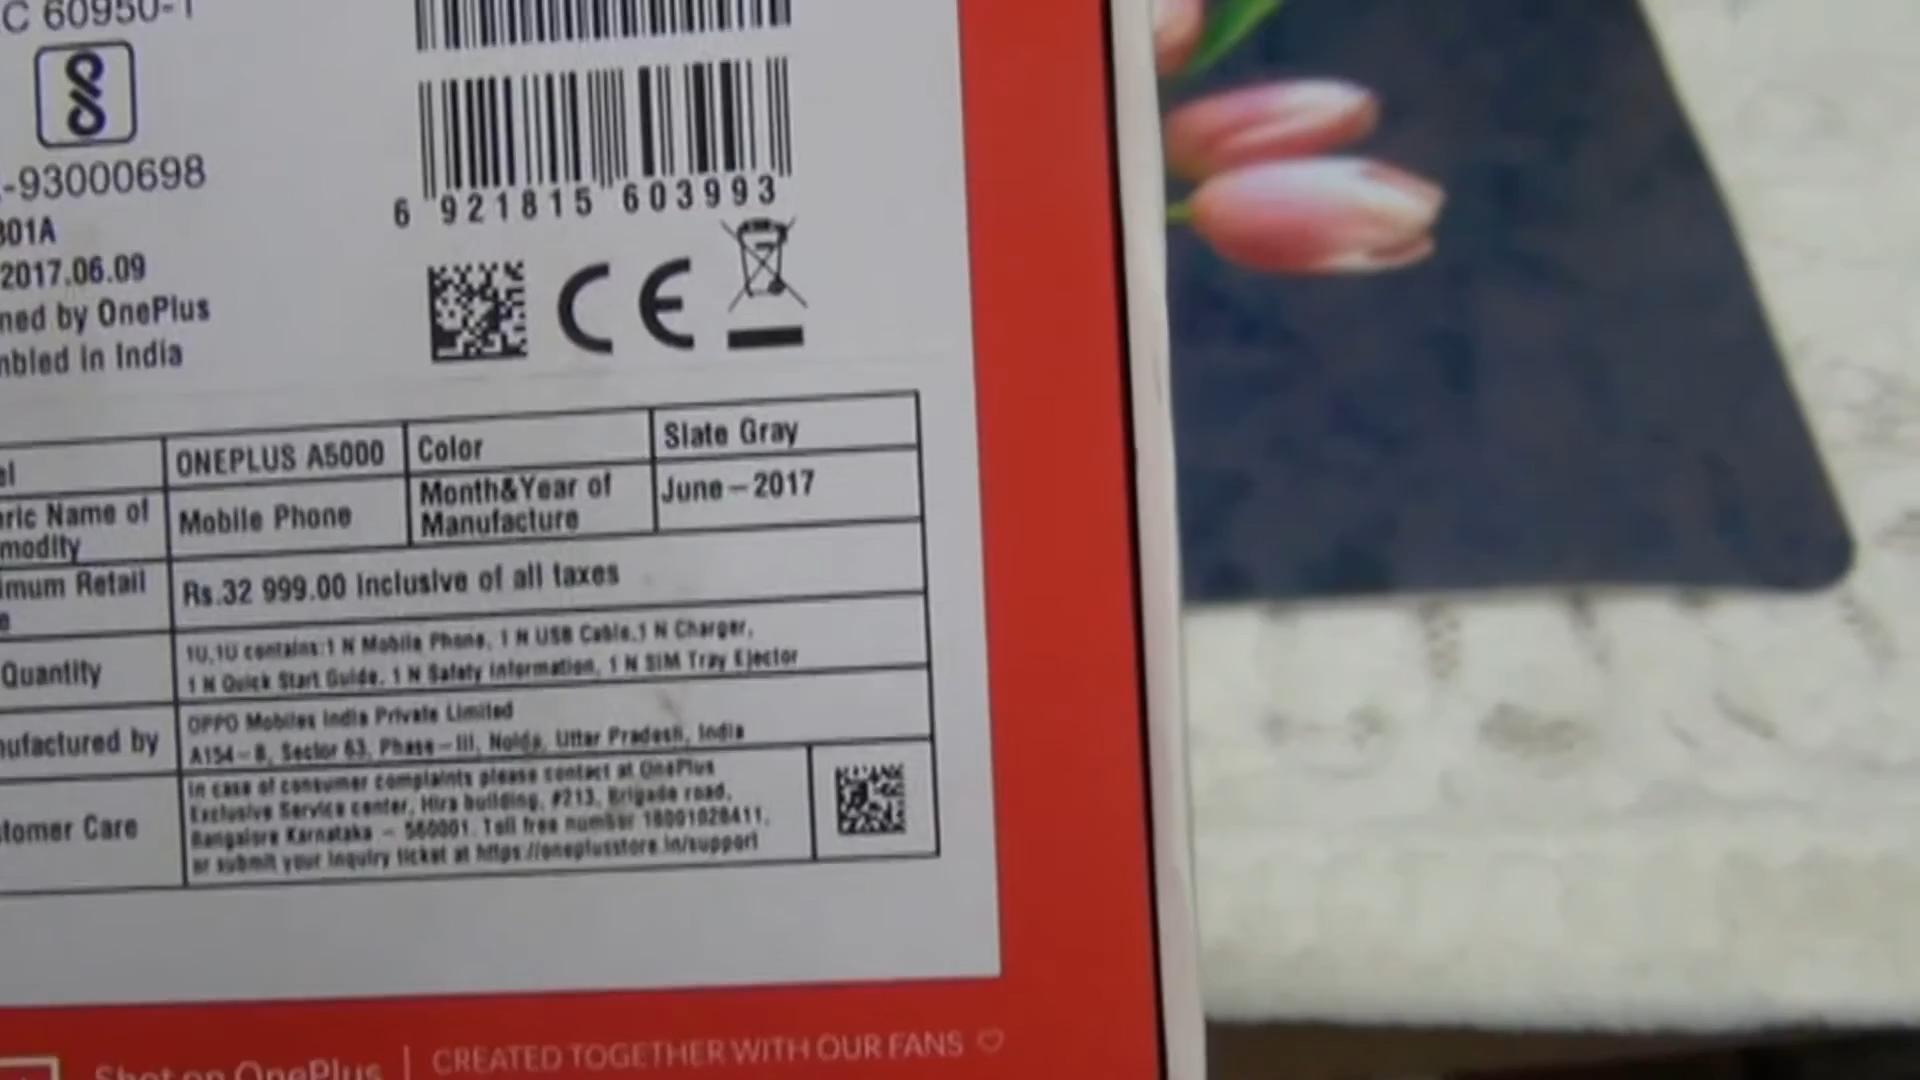 C 60950-1
-93000698
301A
2017.06.09
ned by OnePlus
mbled in India
6 921815 603993
CE
el ONEPLUS A5000 Color Slate Gray
eric Name of
modity Mobile Phone Month&Year of
Manufacture June-2017
imum Retail
e Rs.32 999.00 Inclusive of all taxes
Quantity 1U,1U contains:1 N Mobile Phone, 1 N USB Cable,1 N Charger,
1 N Quick Start Guide, 1 N Safety Information, 1 N SIM Tray Ejector
nufactured by OPPO Mobiles India Private Limited
A154-B, Sector 63, Phase-III, Noida, Uttar Pradesh, India
stomer Care In case of consumer complaints please contact at OnePlus
Exclusive Service center, Hira building, #213, Brigade road,
Bangalore Karnataka - 560001. Toll free number 18001028411,
or submit your inquiry ticket at https://oneplusstore.in/support
Shot on OnePlus | CREATED TOGETHER WITH OUR FANS ♡